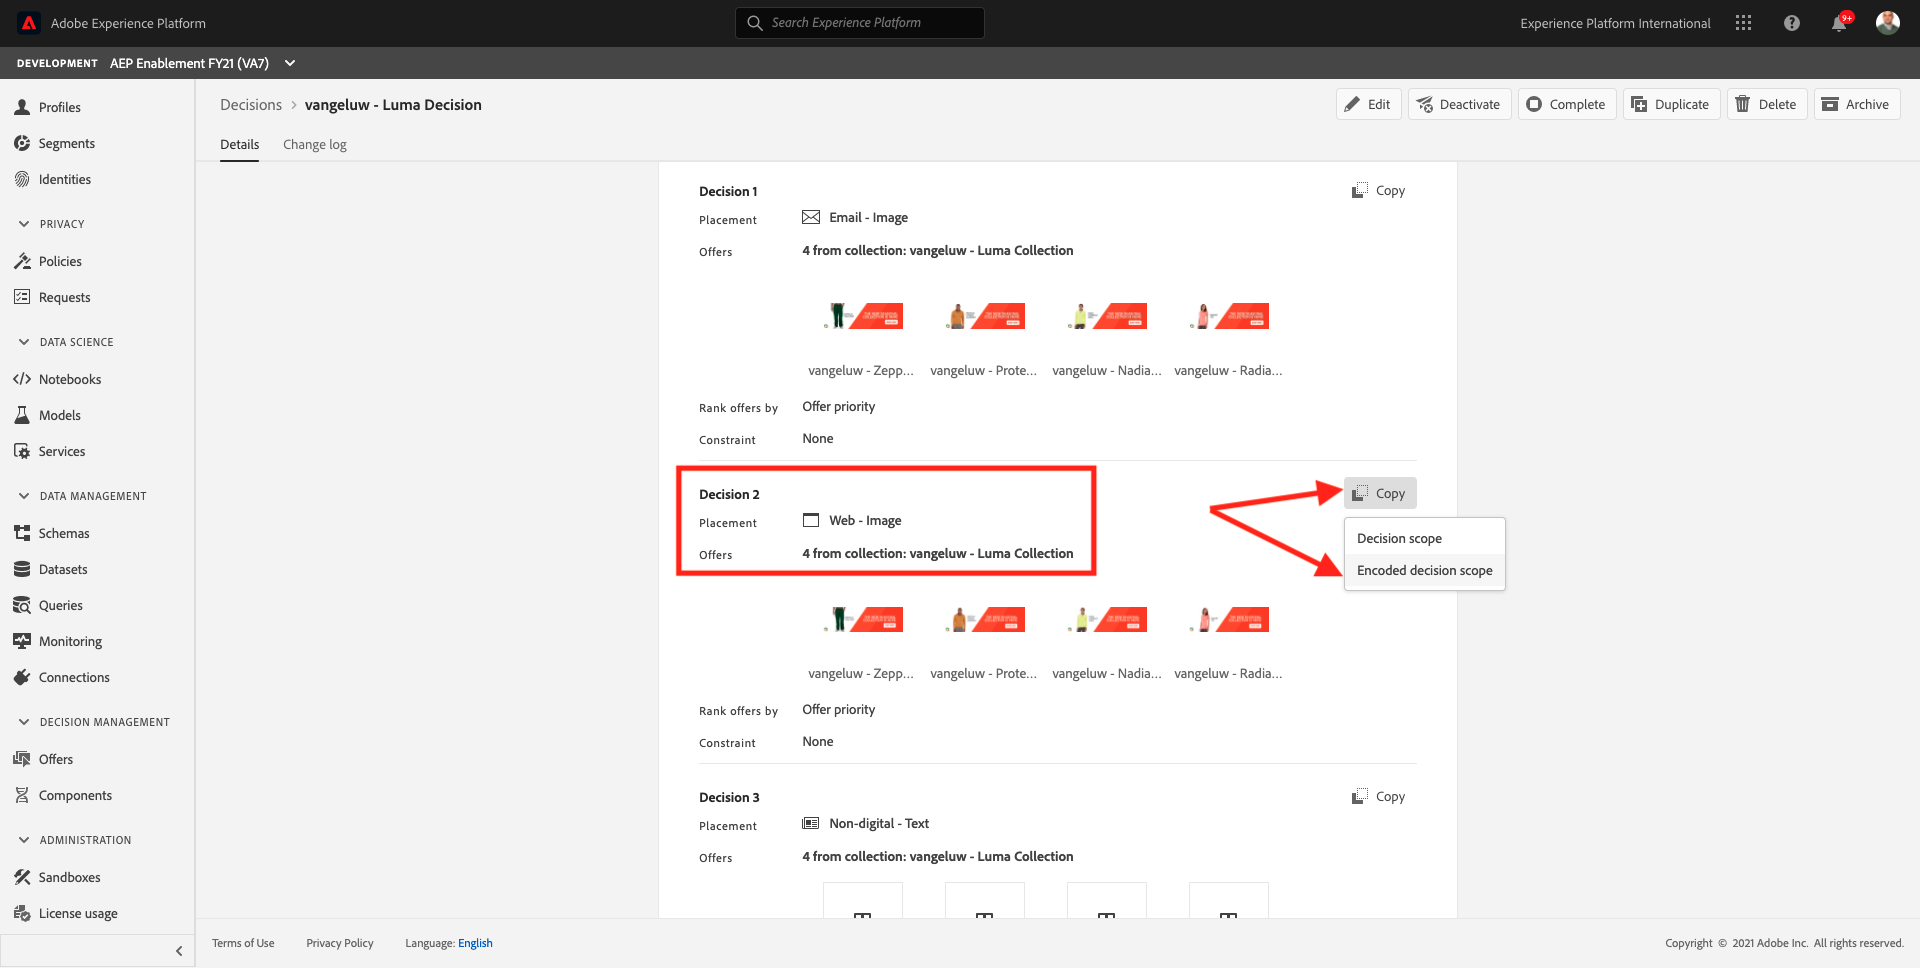 Adobe Experience Platform
Search Experience Platform
Experience Platform International
9+
DEVELOPMENT AEP Enablement FY21 (VA7)
Profiles
Segments
Identities
PRIVACY
Policies
Requests
DATA SCIENCE
Notebooks
Models
Services
DATA MANAGEMENT
Schemas
Datasets
Queries
Monitoring
Connections
DECISION MANAGEMENT
Offers
Components
ADMINISTRATION
Sandboxes
License usage
Decisions > vangeluw - Luma Decision
Edit
Deactivate
Complete
Duplicate
Delete
Archive
Details
Change log
Decision 1
Copy
Placement Email - Image
Offers 4 from collection: vangeluw - Luma Collection
vangeluw - Zepp... vangeluw - Prote... vangeluw - Nadia... vangeluw - Radia...
Rank offers by Offer priority
Constraint None
Decision 2
Copy
Placement Web - Image
Offers 4 from collection: vangeluw - Luma Collection
Decision scope
Encoded decision scope
vangeluw - Zepp... vangeluw - Prote... vangeluw - Nadia... vangeluw - Radia...
Rank offers by Offer priority
Constraint None
Decision 3
Copy
Placement Non-digital - Text
Offers 4 from collection: vangeluw - Luma Collection
Terms of Use Privacy Policy Language: English
Copyright © 2021 Adobe Inc. All rights reserved.